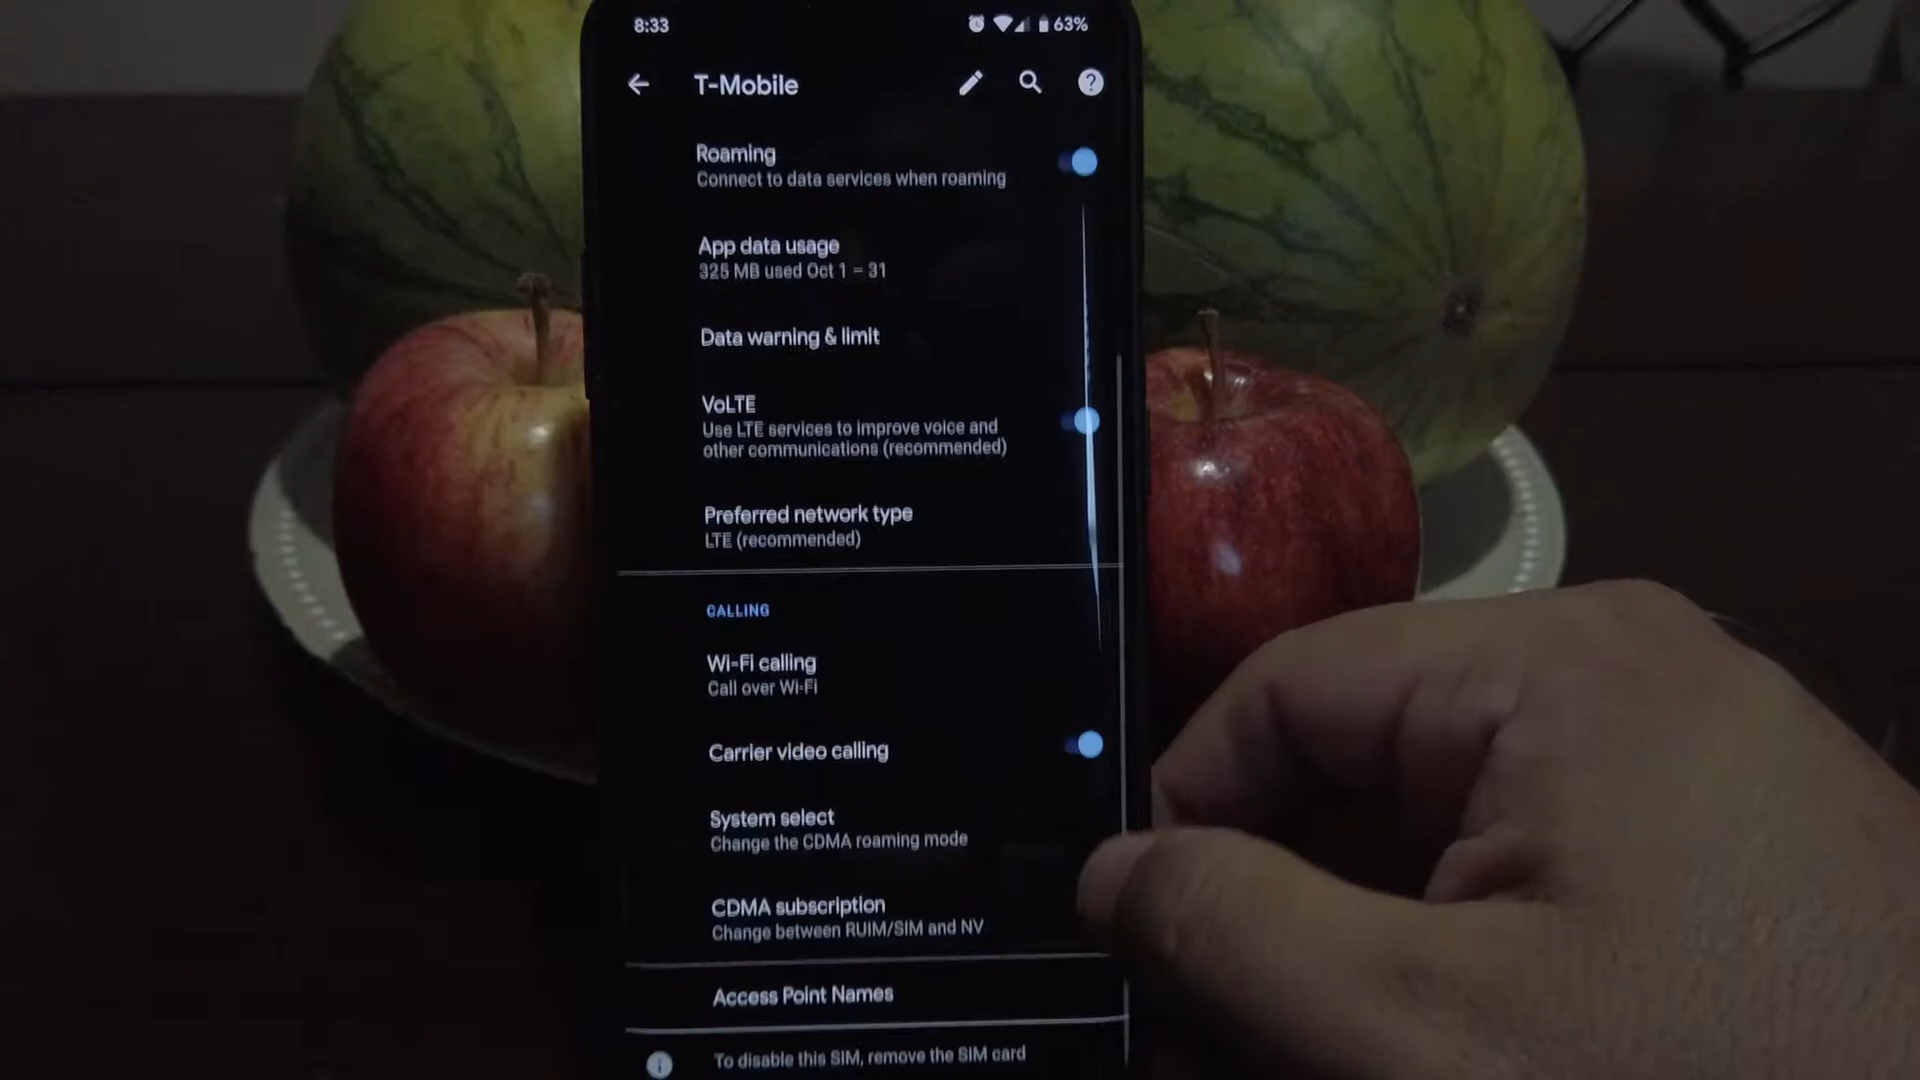 8:33
63%
T-Mobile
Roaming
Connect to data services when roaming
App data usage
325 MB used Oct 1 – 31
Data warning & limit
VoLTE
Use LTE services to improve voice and
other communications (recommended)
Preferred network type
LTE (recommended)
CALLING
Wi-Fi calling
Call over Wi-Fi
Carrier video calling
System select
Change the CDMA roaming mode
CDMA subscription
Change between RUIM/SIM and NV
Access Point Names
To disable this SIM, remove the SIM card